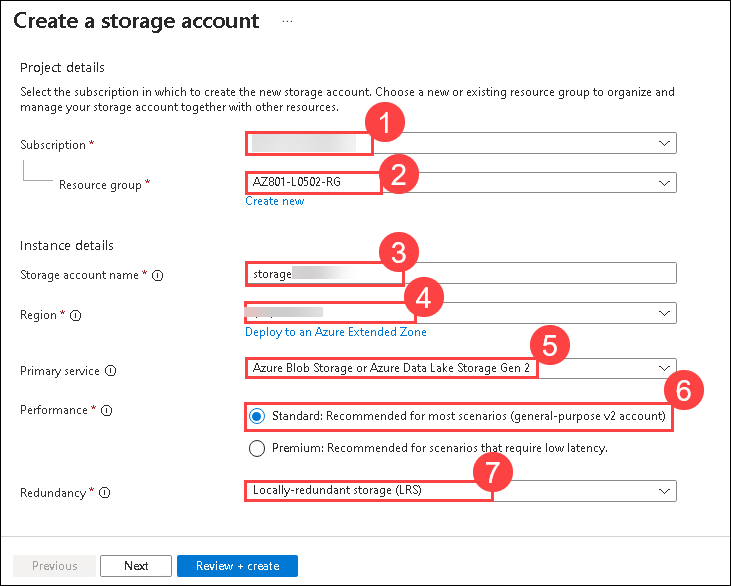 Create a storage account ...
Project details
Select the subscription in which to create the new storage account. Choose a new or existing resource group to organize and
manage your storage account together with other resources.
1
Subscription *
2
Resource group * AZ801-L0502-RG
Create new
Instance details
3
Storage account name * storage
4
Region *
Deploy to an Azure Extended Zone
5
Primary service Azure Blob Storage or Azure Data Lake Storage Gen 2
6
Performance * Standard: Recommended for most scenarios (general-purpose v2 account)
Premium: Recommended for scenarios that require low latency.
7
Redundancy * Locally-redundant storage (LRS)
Previous Next Review + create